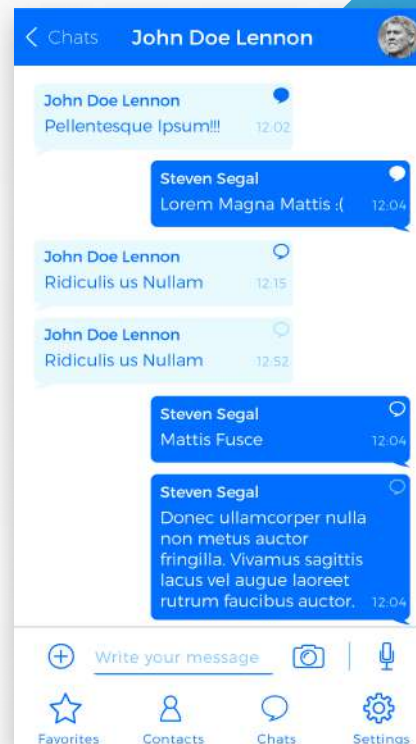 Chats John Doe Lennon
John Doe Lennon
Pellentesque Ipsum!!!
12:02
Steven Segal
Lorem Magna Mattis :(
12:04
John Doe Lennon
Ridiculis us Nullam
12:15
John Doe Lennon
Ridiculis us Nullam
12:52
Steven Segal
Mattis Fusce
12:04
Steven Segal
Donec ullamcorper nulla
non metus auctor
fringilla. Vivamus sagittis
lacus vel augue laoreet
rutrum faucibus auctor.
12:04
Write your message
Favorites Contacts Chats Settings